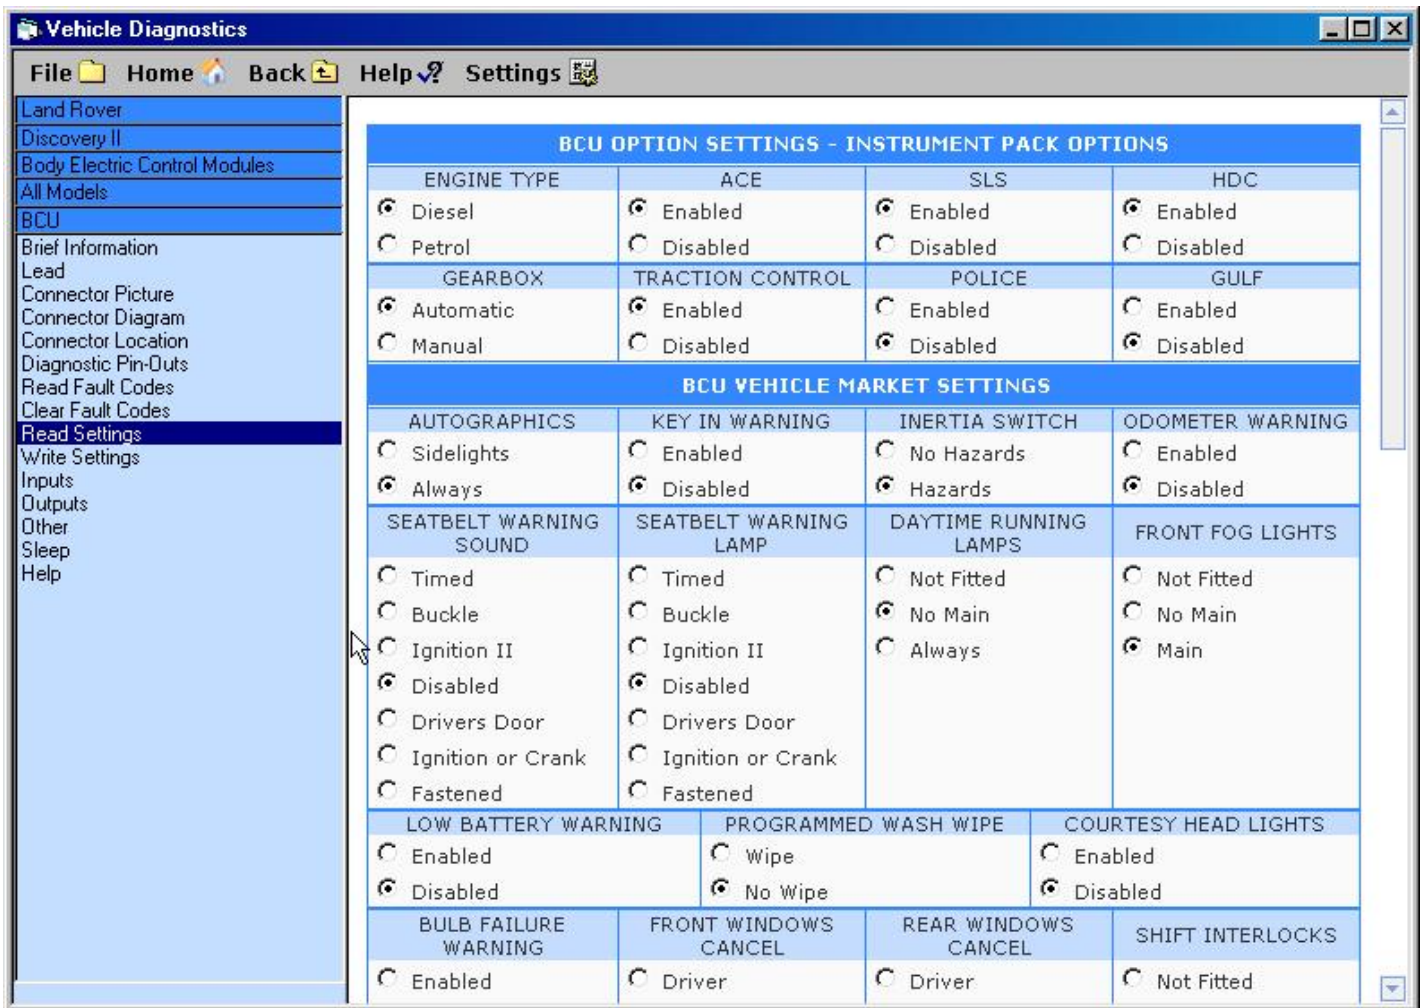 Vehicle Diagnostics
File Home Back Help Settings
Land Rover
Discovery II
Body Electric Control Modules
All Models
BCU
Brief Information
Lead
Connector Picture
Connector Diagram
Connector Location
Diagnostic Pin-Outs
Read Fault Codes
Clear Fault Codes
Read Settings
Write Settings
Inputs
Outputs
Other
Sleep
Help
BCU OPTION SETTINGS - INSTRUMENT PACK OPTIONS
ENGINE TYPE ACE SLS HDC
Diesel Enabled Enabled Enabled
Petrol Disabled Disabled Disabled
GEARBOX TRACTION CONTROL POLICE GULF
Automatic Enabled Enabled Enabled
Manual Disabled Disabled Disabled
BCU VEHICLE MARKET SETTINGS
AUTOGRAPHICS KEY IN WARNING INERTIA SWITCH ODOMETER WARNING
Sidelights Enabled No Hazards Enabled
Always Disabled Hazards Disabled
SEATBELT WARNING SEATBELT WARNING DAYTIME RUNNING FRONT FOG LIGHTS
SOUND LAMP LAMPS
Timed Timed Not Fitted Not Fitted
Buckle Buckle No Main No Main
Ignition II Ignition II Always Main
Disabled Disabled
Drivers Door Drivers Door
Ignition or Crank Ignition or Crank
Fastened Fastened
LOW BATTERY WARNING PROGRAMMED WASH WIPE COURTESY HEAD LIGHTS
Enabled Wipe Enabled
Disabled No Wipe Disabled
BULB FAILURE FRONT WINDOWS REAR WINDOWS SHIFT INTERLOCKS
WARNING CANCEL CANCEL
Enabled Driver Driver Not Fitted